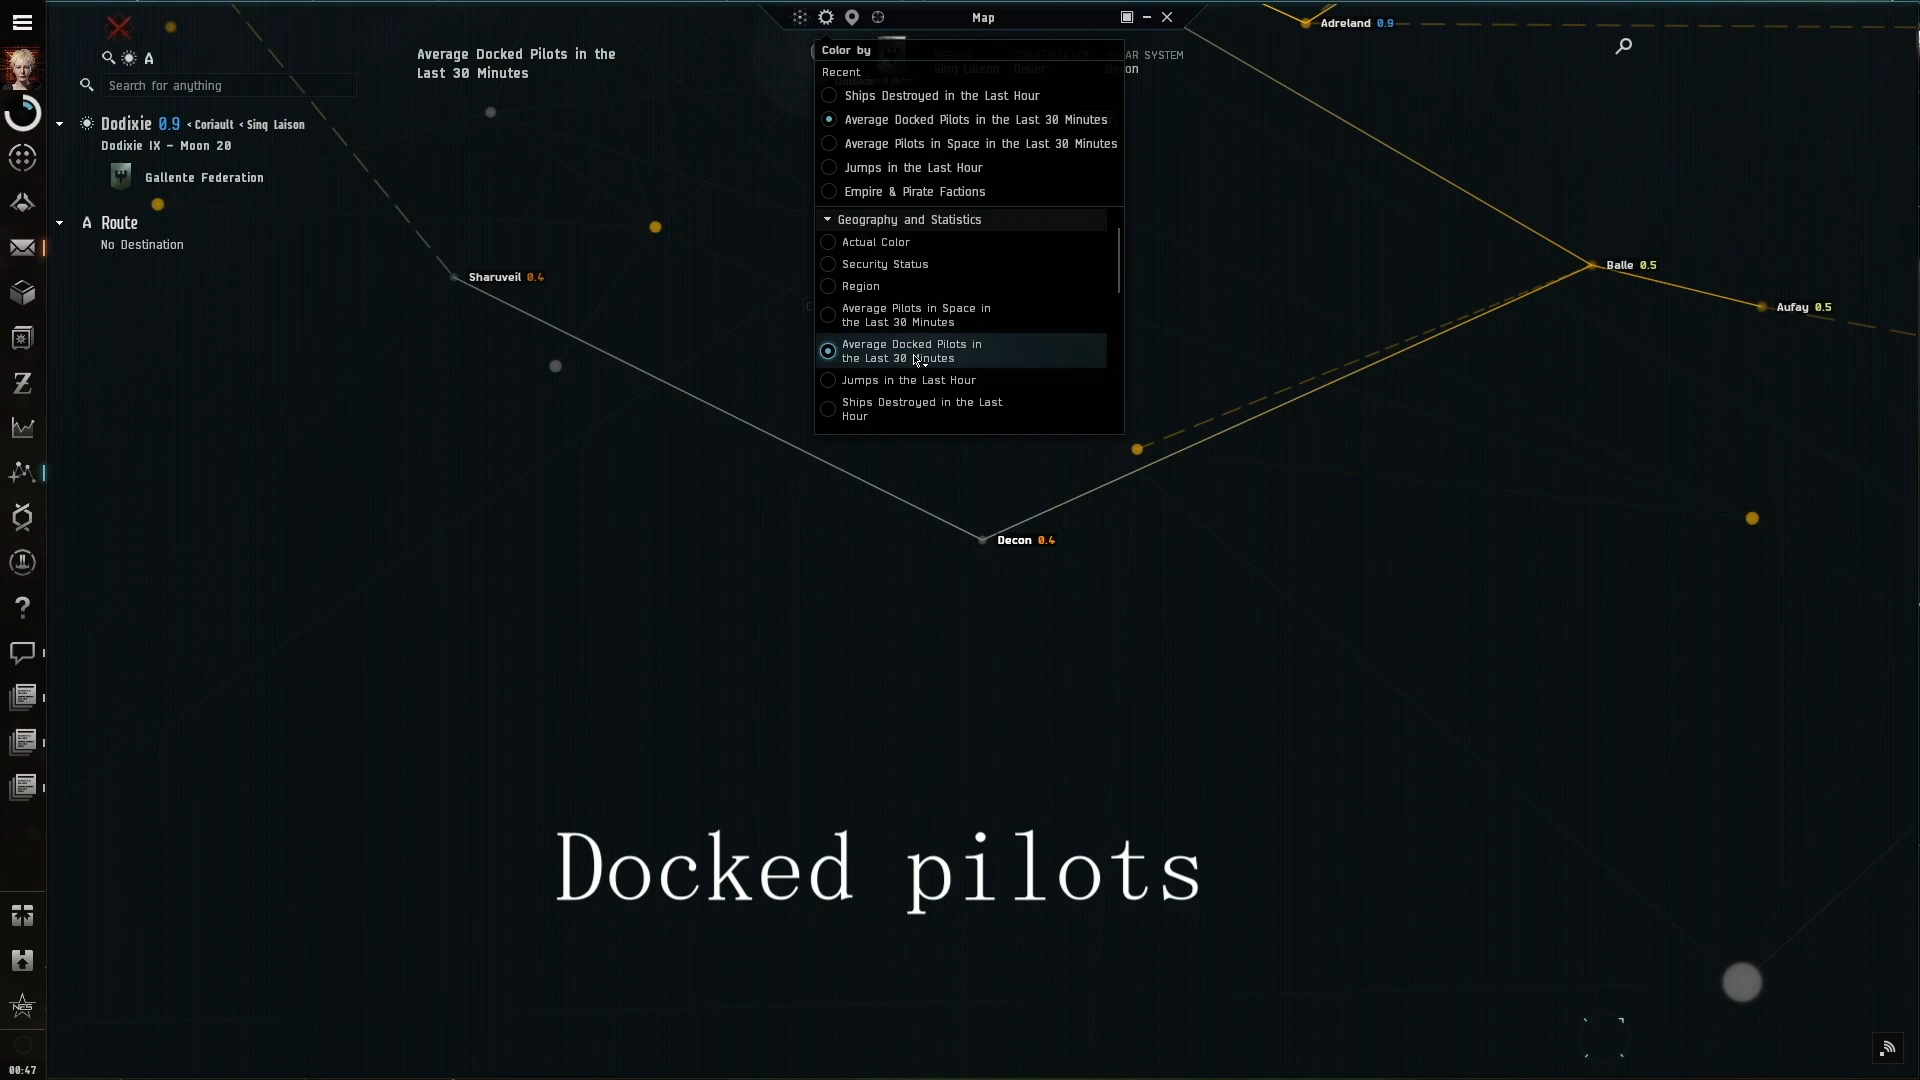 Map
Adreland 0.9
Average Docked Pilots in the
Last 30 Minutes
Color by
Recent
Ships Destroyed in the Last Hour
Average Docked Pilots in the Last 30 Minutes
Average Pilots in Space in the Last 30 Minutes
Jumps in the Last Hour
Empire & Pirate Factions
Geography and Statistics
Actual Color
Security Status
Region
Average Pilots in Space in
the Last 30 Minutes
Average Docked Pilots in
the Last 30 Minutes
Jumps in the Last Hour
Ships Destroyed in the Last
Hour
AR SYSTEM
Search for anything
Dodixie 0.9 < Coriault < Sinq Laison
Dodixie IX - Moon 20
Gallente Federation
Route
No Destination
Sharuveil 0.4
Balle 0.5
Aufay 0.5
Decon 0.4
Docked pilots
NES
00:47